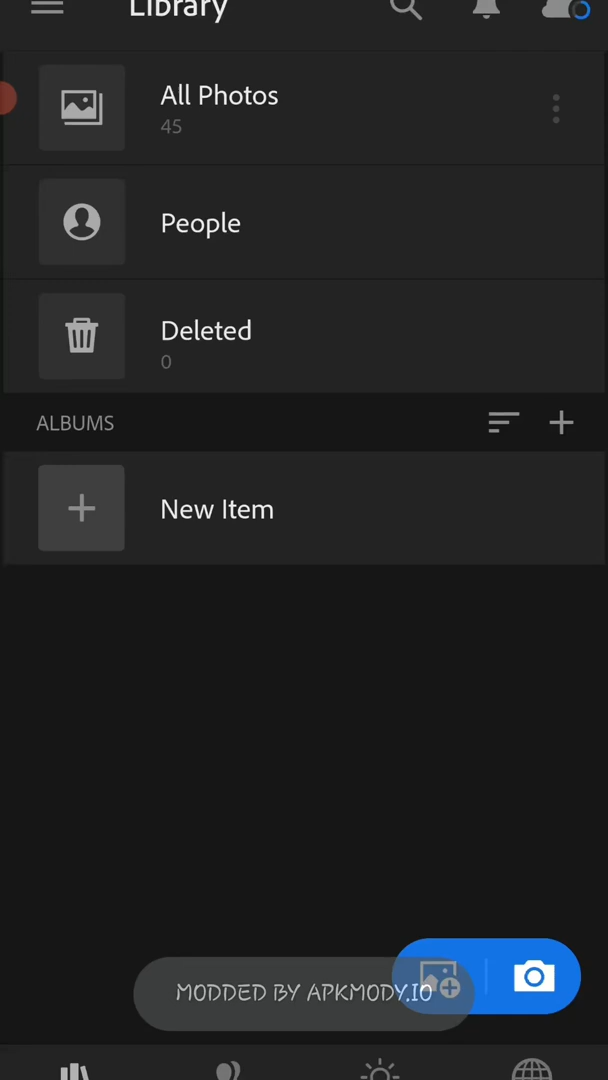 Library
All Photos
45
People
Deleted
0
ALBUMS
New Item
MODDED BY APKMODY.IO